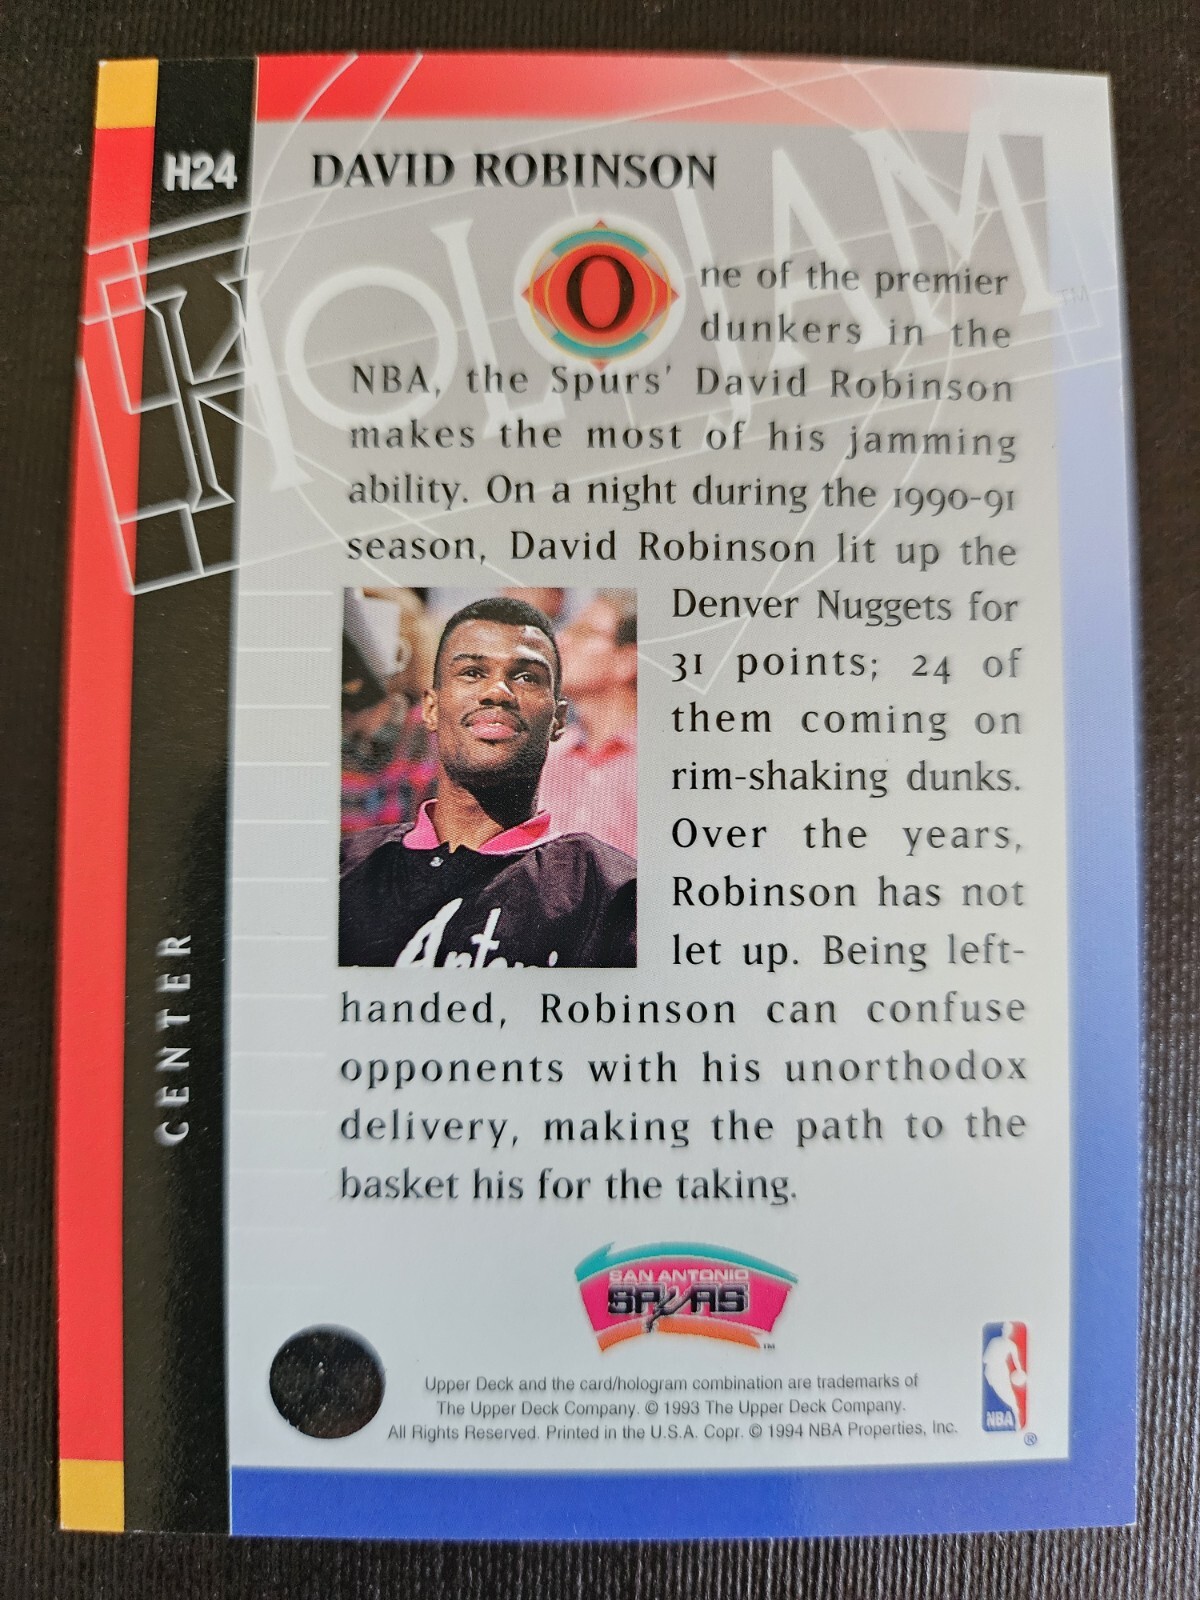 H24
DAVID ROBINSON
HOLOJAM™
One of the premier
dunkers in the
NBA, the Spurs' David Robinson
makes the most of his jamming
ability. On a night during the 1990-91
season, David Robinson lit up the
Denver Nuggets for
31 points; 24 of
them coming on
rim-shaking dunks.
Over the years,
Robinson has not
let up. Being left-
handed, Robinson can confuse
opponents with his unorthodox
delivery, making the path to the
basket his for the taking.
Antoni
CENTER
SAN ANTONIO
SPURS
TM
Upper Deck and the card/hologram combination are trademarks of
The Upper Deck Company. © 1993 The Upper Deck Company.
All Rights Reserved. Printed in the U.S.A. Copr. © 1994 NBA Properties, Inc.
NBA
®